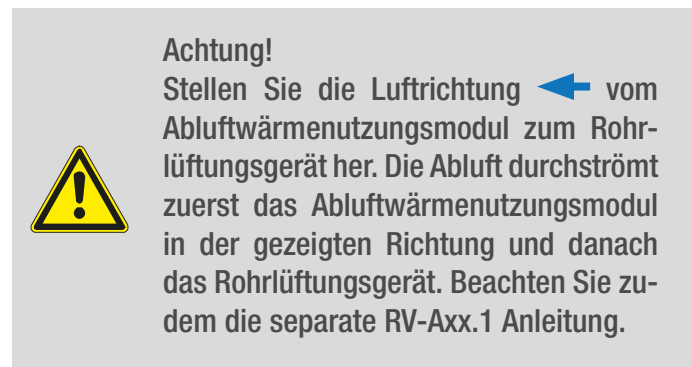 Achtung!
Stellen Sie die Luftrichtung vom
Abluftwärmenutzungsmodul zum Rohr-
lüftungsgerät her. Die Abluft durchströmt
zuerst das Abluftwärmenutzungsmodul
in der gezeigten Richtung und danach
das Rohrlüftungsgerät. Beachten Sie zu-
dem die separate RV-Axx.1 Anleitung.